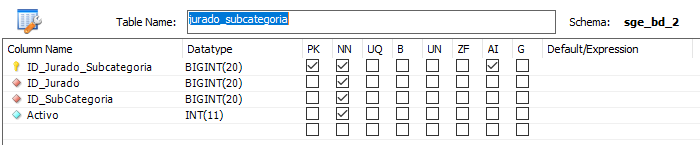 Table Name: jurado_subcategoria Schema: sge_bd_2
Column Name Datatype PK NN UQ B UN ZF AI G Default/Expression
ID_Jurado_Subcategoria BIGINT(20)
ID_Jurado BIGINT(20)
ID_SubCategoria BIGINT(20)
Activo INT(11)